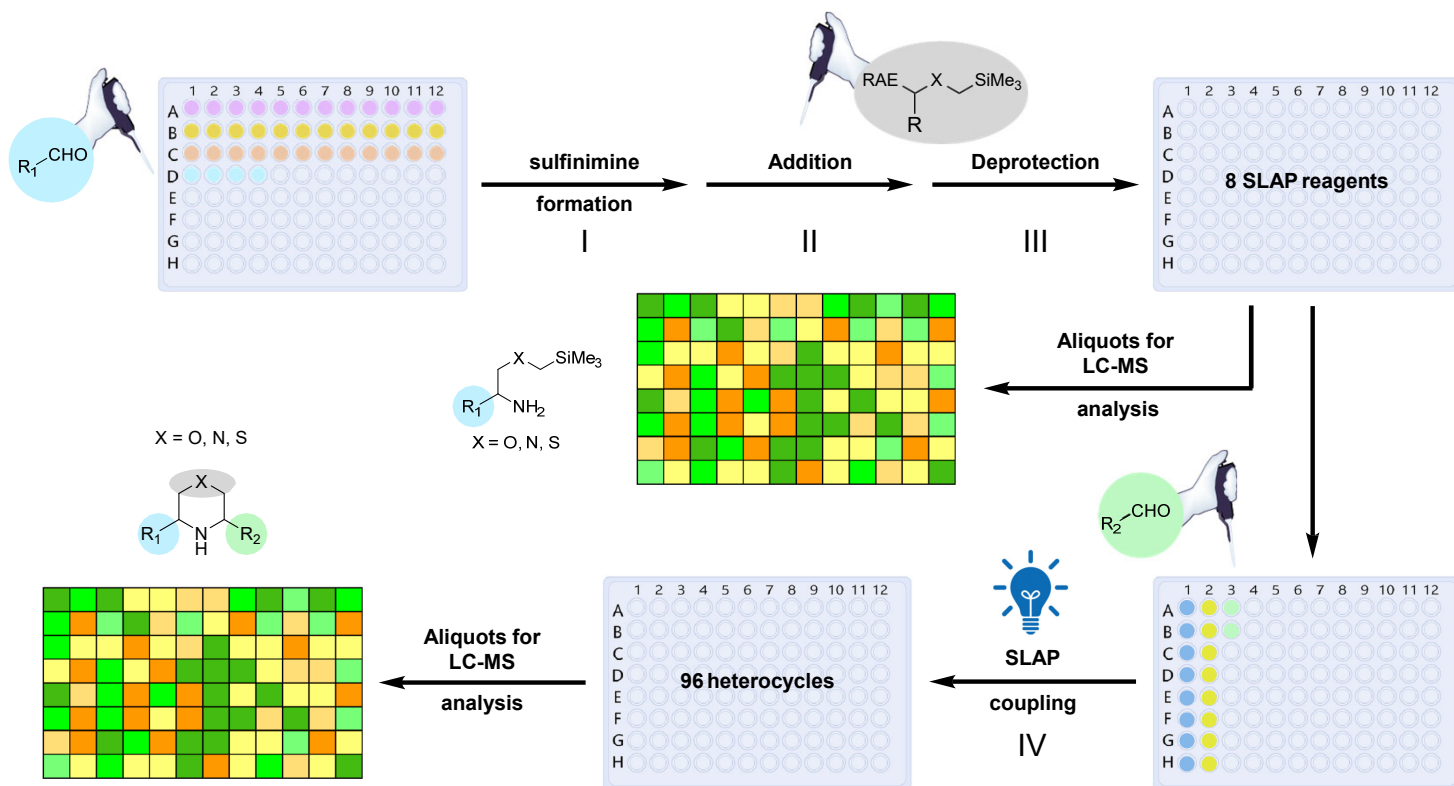 R1 CHO
1 2 3 4 5 6 7 8 9 10 11 12
A
B
C
D
E
F
G
H
sulfinimine
formation
I
RAE X SiMe3
R
Addition
II
Deprotection
III
1 2 3 4 5 6 7 8 9 10 11 12
A
B
C
D
E
F
G
H
8 SLAP reagents
Aliquots for
LC-MS
analysis
X SiMe3
R1 NH2
X = O, N, S
X = O, N, S
X
R1 N R2
H
R2 CHO
1 2 3 4 5 6 7 8 9 10 11 12
A
B
C
D
E
F
G
H
SLAP
coupling
IV
1 2 3 4 5 6 7 8 9 10 11 12
A
B
C
D
E
F
G
H
96 heterocycles
Aliquots for
LC-MS
analysis